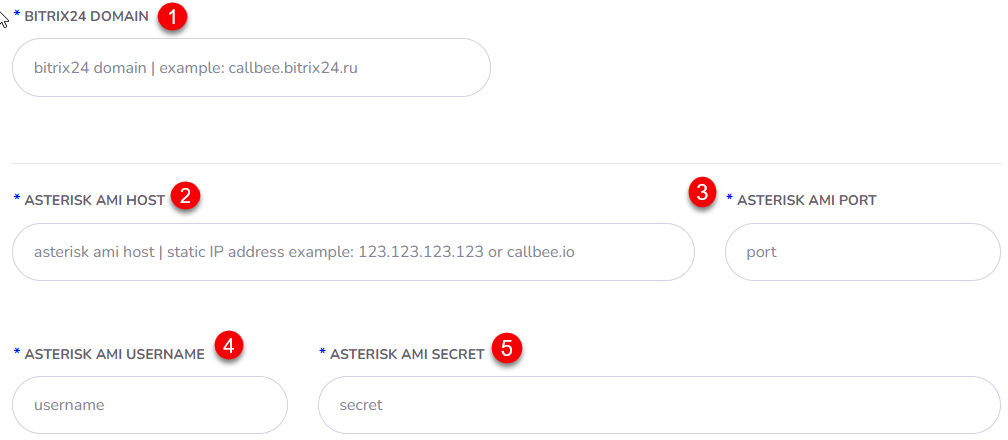 * BITRIX24 DOMAIN 1
bitrix24 domain | example: callbee.bitrix24.ru
* ASTERISK AMI HOST 2
3 * ASTERISK AMI PORT
asterisk ami host | static IP address example: 123.123.123.123 or callbee.io
port
* ASTERISK AMI USERNAME 4
* ASTERISK AMI SECRET 5
username
secret